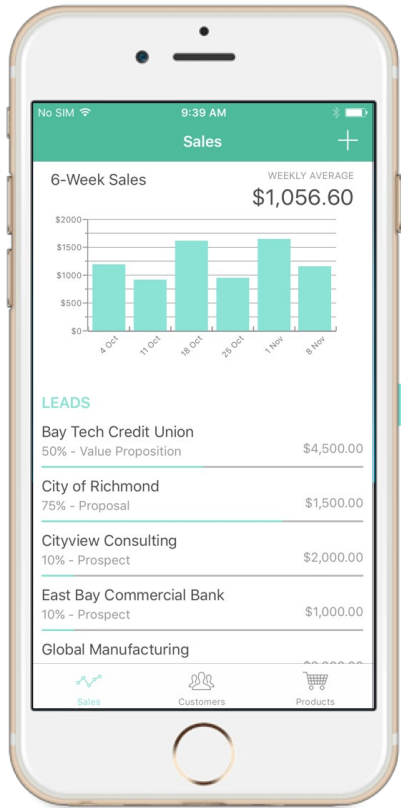 No SIM 9:39 AM
Sales
6-Week Sales
WEEKLY AVERAGE
$1,056.60
$2000
$1500
$1000
$500
$0
4 Oct 11 Oct 18 Oct 25 Oct 1 Nov 8 Nov
LEADS
Bay Tech Credit Union
50% - Value Proposition $4,500.00
City of Richmond
75% - Proposal $1,500.00
Cityview Consulting
10% - Prospect $2,000.00
East Bay Commercial Bank
10% - Prospect $1,000.00
Global Manufacturing
Sales Customers Products